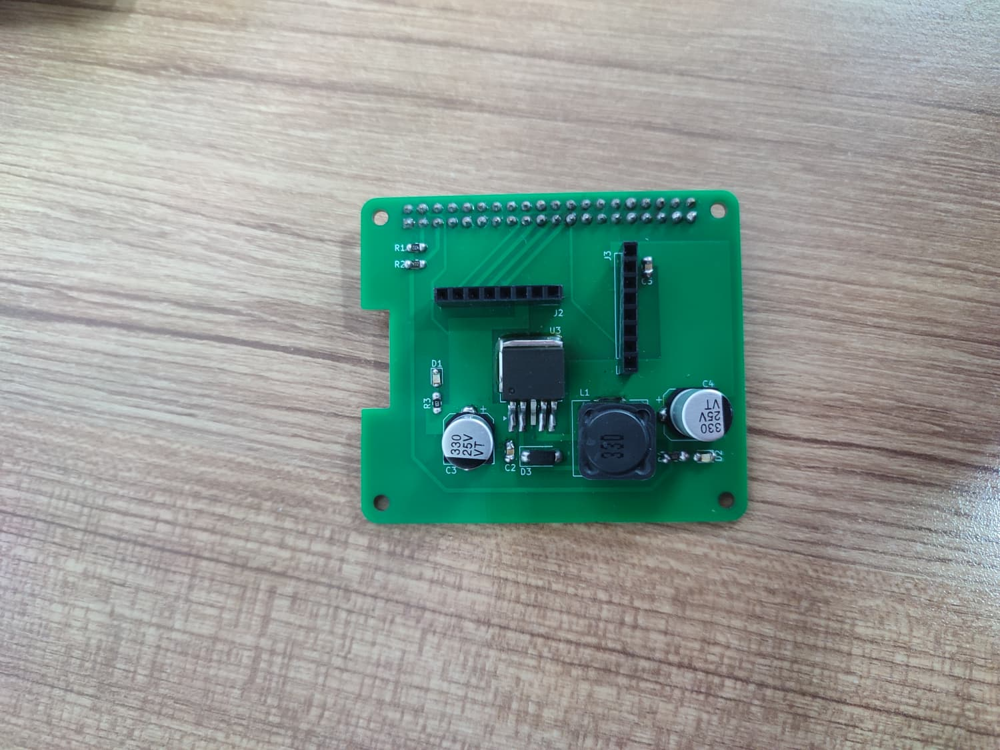 R1
R2
J3
C5
J2
U3
D1
R3
C4
L1
+
+
330
25V
VT
330
25V
VT
330
C3
C2
D3
D2